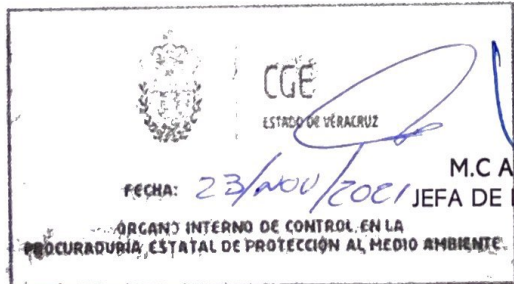 CGE
ESTADO DE VERACRUZ
M.C A
FECHA: 23/NOV/2021 JEFA DE
ÓRGANO INTERNO DE CONTROL EN LA
PROCURADURÍA ESTATAL DE PROTECCIÓN AL MEDIO AMBIENTE